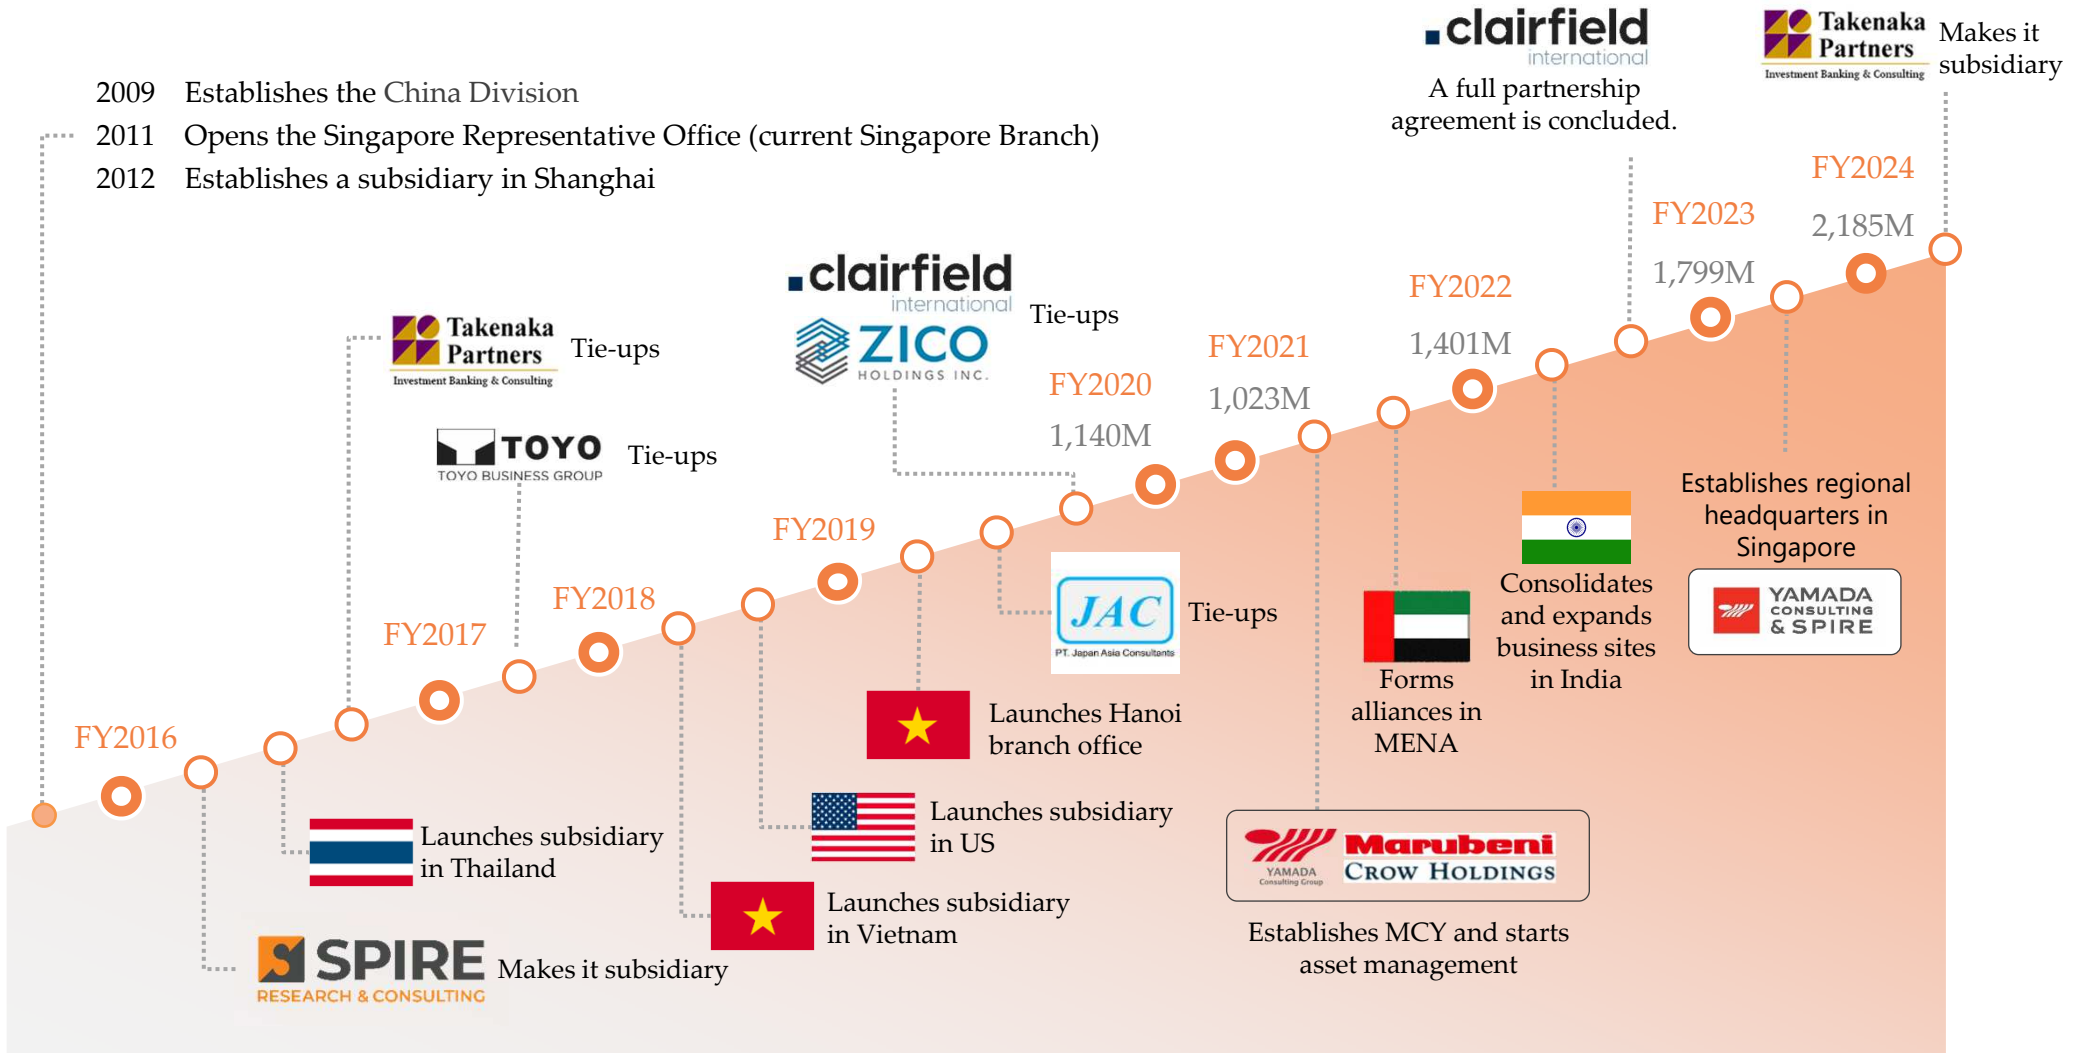 2009 Establishes the China Division
2011 Opens the Singapore Representative Office (current Singapore Branch)
2012 Establishes a subsidiary in Shanghai
clairfield
international
A full partnership
agreement is concluded.
Takenaka
Partners
Investment Banking & Consulting
Makes it
subsidiary
FY2024
2,185M
FY2023
1,799M
FY2022
1,401M
FY2021
1,023M
FY2020
1,140M
clairfield
international
ZICO
HOLDINGS INC.
Tie-ups
Takenaka
Partners
Investment Banking & Consulting
Tie-ups
TOYO
TOYO BUSINESS GROUP
Tie-ups
FY2019
FY2018
FY2017
FY2016
SPIRE
RESEARCH & CONSULTING
Makes it subsidiary
Launches subsidiary
in Thailand
Launches subsidiary
in Vietnam
Launches subsidiary
in US
Launches Hanoi
branch office
JAC
PT. Japan Asia Consultants
Tie-ups
YAMADA
Consulting Group
Marubeni
CROW HOLDINGS
Establishes MCY and starts
asset management
Forms
alliances in
MENA
Consolidates
and expands
business sites
in India
Establishes regional
headquarters in
Singapore
YAMADA
CONSULTING
& SPIRE